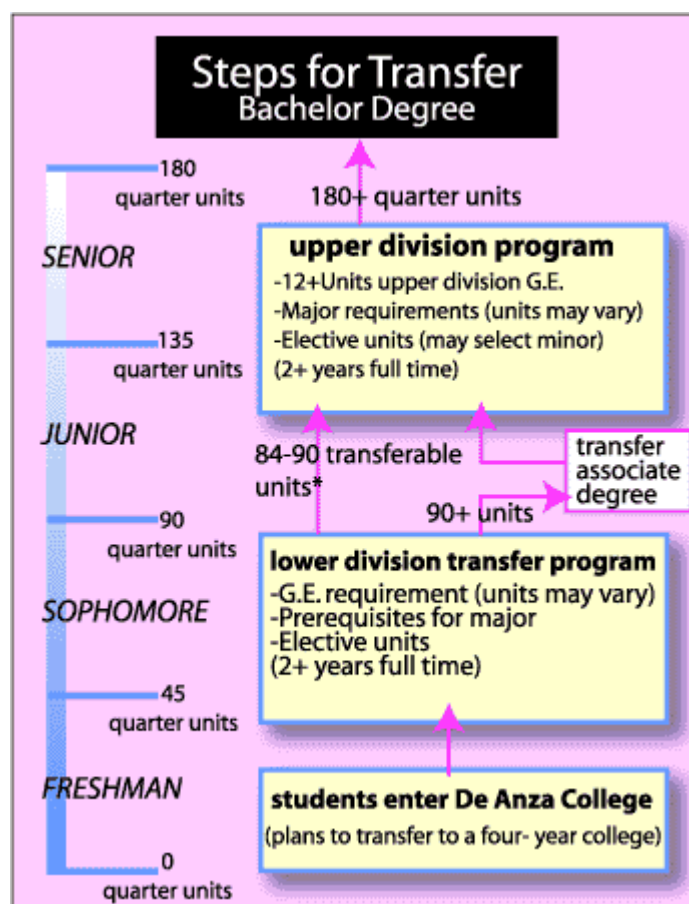 Steps for Transfer
Bachelor Degree
180
quarter units
180+ quarter units
SENIOR
upper division program
-12+Units upper division G.E.
-Major requirements (units may vary)
-Elective units (may select minor)
(2+ years full time)
135
quarter units
JUNIOR
84-90 transferable
units*
transfer
associate
degree
90+ units
90
quarter units
lower division transfer program
-G.E. requirement (units may vary)
-Prerequisites for major
-Elective units
(2+ years full time)
SOPHOMORE
45
quarter units
FRESHMAN
students enter De Anza College
(plans to transfer to a four- year college)
0
quarter units